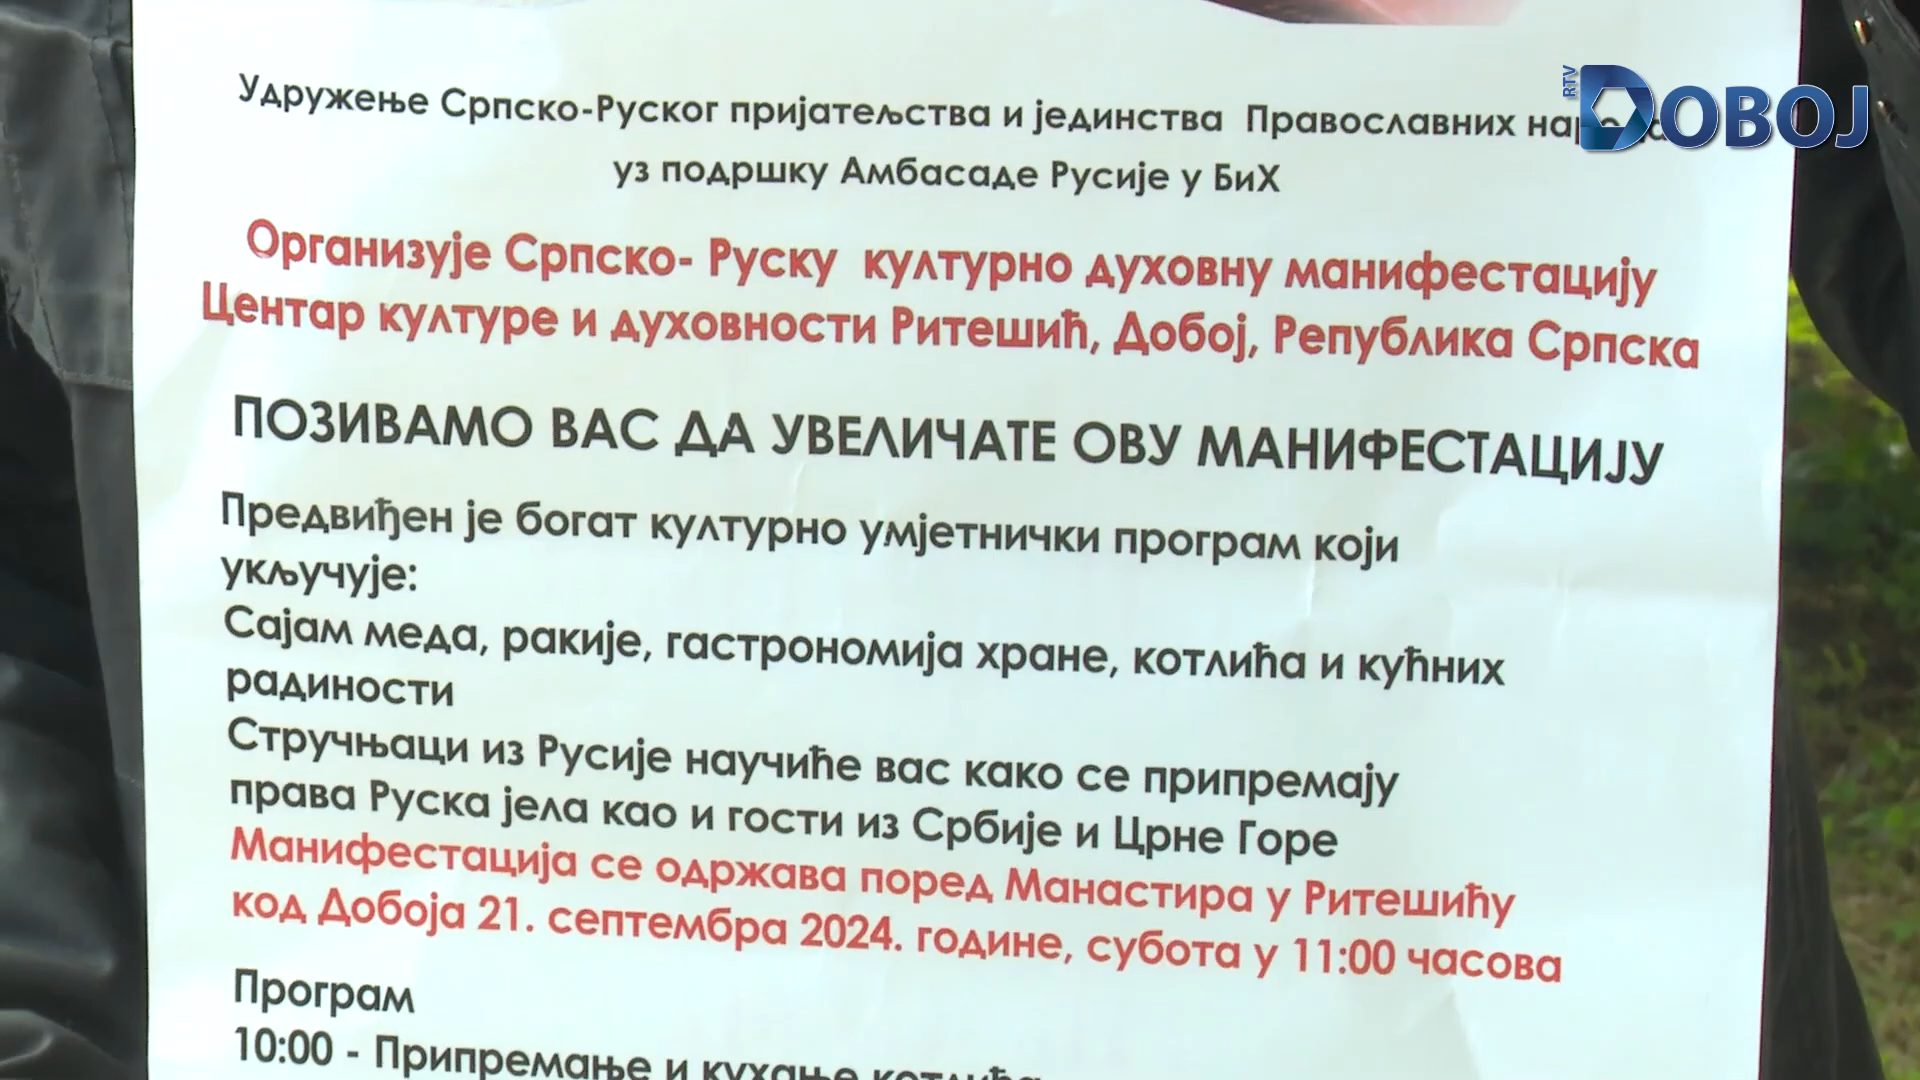 RTV DOBOJ
Удружење Српско-Руског пријатељства и јединства Православних
уз подршку Амбасаде Русије у БиХ
Организује Српско- Руску културно духовну манифестацију
Центар културе и духовности Ритешић, Добој, Република Српска
ПОЗИВАМО ВАС ДА УВЕЛИЧАТЕ ОВУ МАНИФЕСТАЦИЈУ
Предвиђен је богат културно умјетнички програм који
укључује:
Сајам меда, ракије, гастрономија хране, котлића и кућних
радиности
Стручњаци из Русије научиће вас како се припремају
права Руска јела као и гости из Србије и Црне Горе
Манифестација се одржава поред Манастира у Ритешићу
код Добоја 21. септембра 2024. године, субота у 11:00 часова
Програм
10:00 - Припремање и кухање котлића